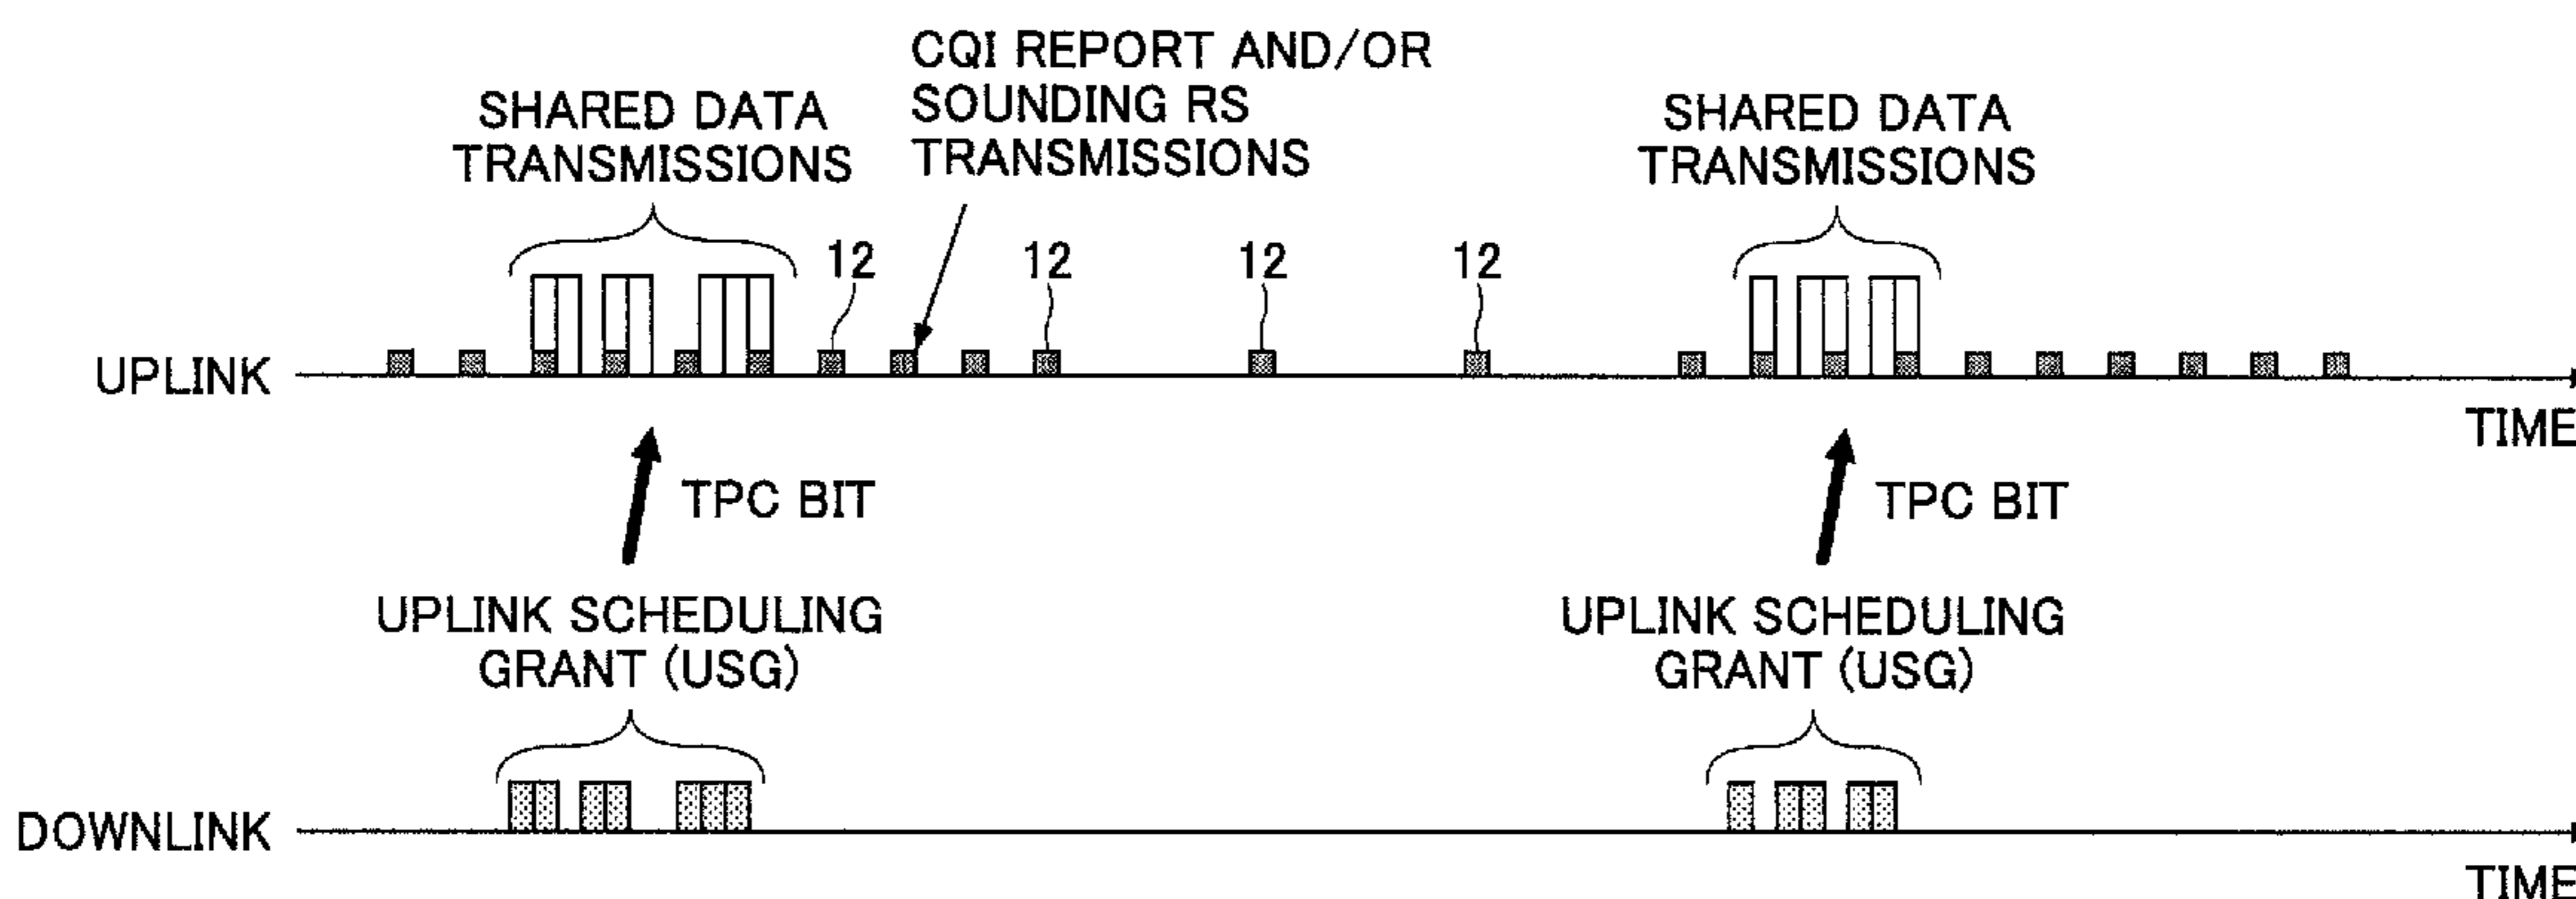 CQI REPORT AND/OR
SOUNDING RS
TRANSMISSIONS
SHARED DATA
TRANSMISSIONS
SHARED DATA
TRANSMISSIONS
12
12
12
12
UPLINK
TIME
TPC BIT
TPC BIT
UPLINK SCHEDULING
GRANT (USG)
UPLINK SCHEDULING
GRANT (USG)
DOWNLINK
TIME